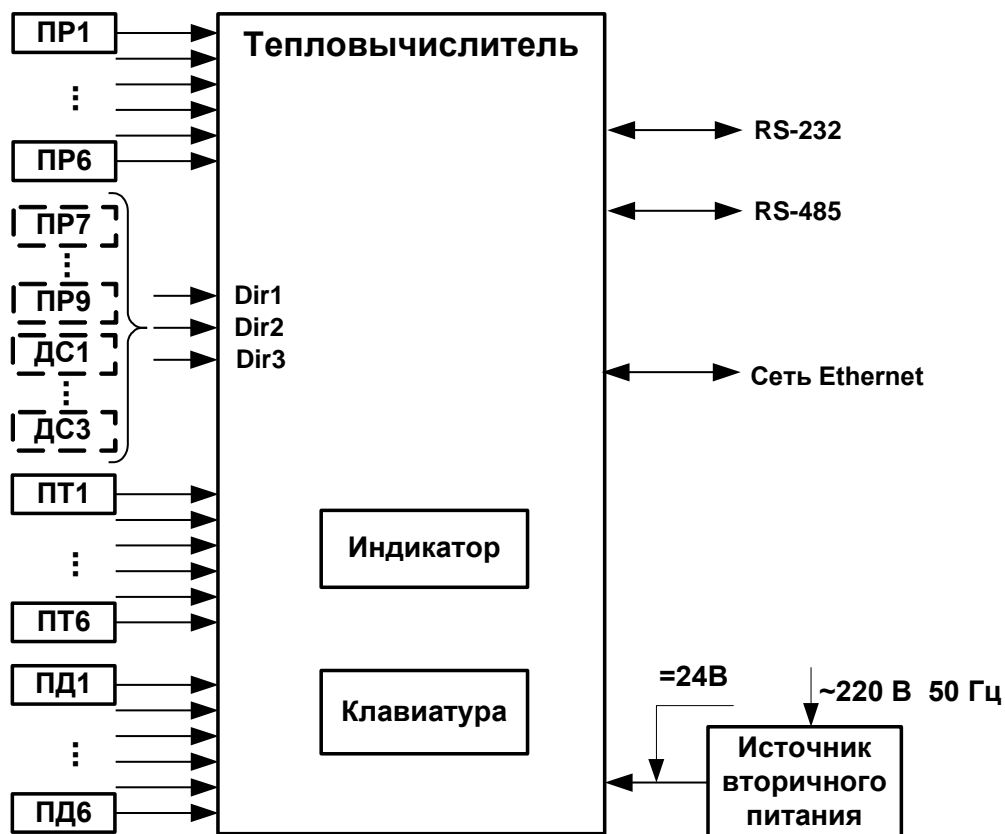 ПР1
ПР6
ПР7
ПР9
ДС1
ДС3
ПТ1
ПТ6
ПД1
ПД6
Тепловычислитель
Dir1
Dir2
Dir3
Индикатор
Клавиатура
RS-232
RS-485
Сеть Ethernet
=24В
~220 В 50 Гц
Источник
вторичного
питания